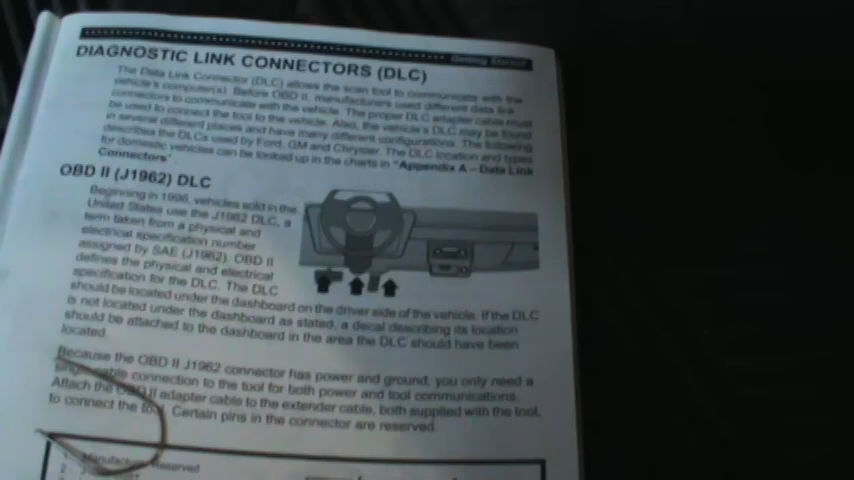 Getting Started
DIAGNOSTIC LINK CONNECTORS (DLC)
The Data Link Connector (DLC) allows the scan tool to communicate with the
vehicle's computer(s). Before OBD II, manufacturers used different data link
connectors to communicate with the vehicle. The proper DLC adapter cable must
be used to connect the tool to the vehicle. Also, the vehicle's DLC may be found
in several different places and have many different configurations. The following
describes the DLCs used by Ford, GM and Chrysler. The DLC location and types
for domestic vehicles can be looked up in the charts in "Appendix A – Data Link
Connectors"
OBD II (J1962) DLC
Beginning in 1996, vehicles sold in the
United States use the J1962 DLC, a
term taken from a physical and
electrical specification number
assigned by SAE (J1962). OBD II
defines the physical and electrical
specification for the DLC. The DLC
should be located under the dashboard on the driver side of the vehicle. If the DLC
is not located under the dashboard as stated, a decal describing its location
should be attached to the dashboard in the area the DLC should have been
located.
Because the OBD II J1962 connector has power and ground, you only need a
single cable connection to the tool for both power and tool communications.
Attach the OBD II adapter cable to the extender cable, both supplied with the tool,
to connect the tool. Certain pins in the connector are reserved.
1 Manufacturer Reserved
2